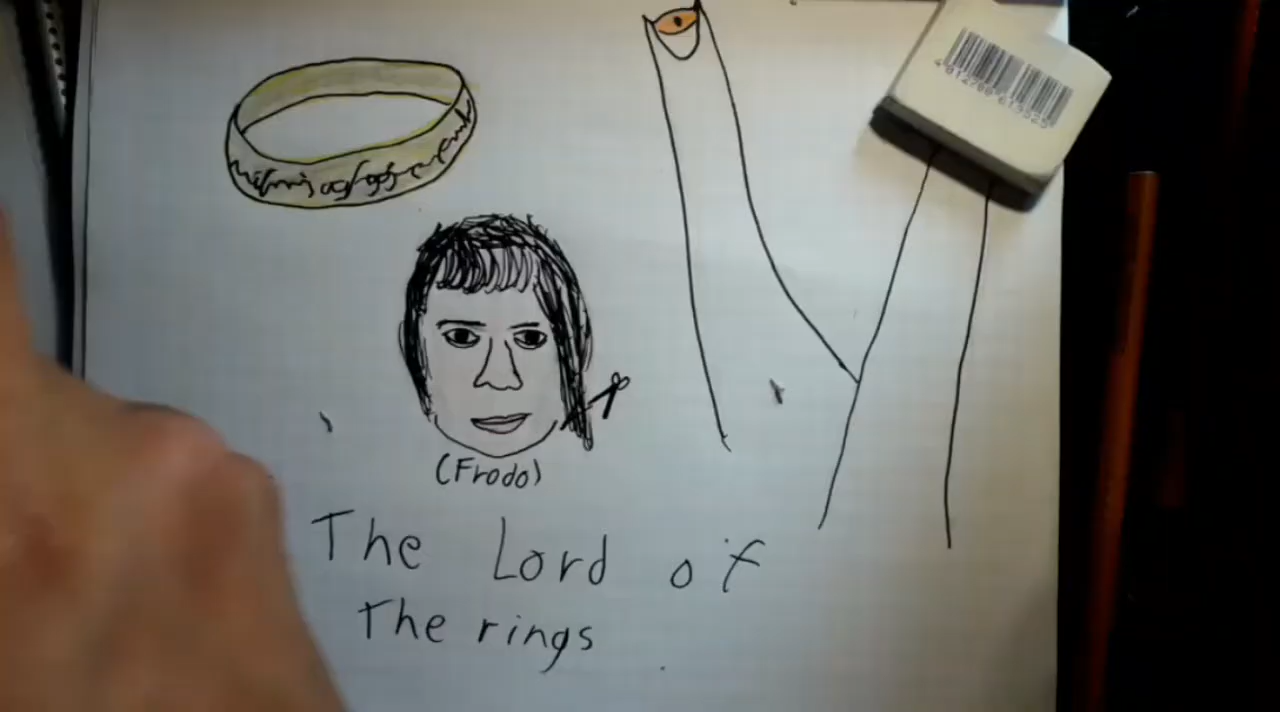 (Frodo)
The Lord of
The rings